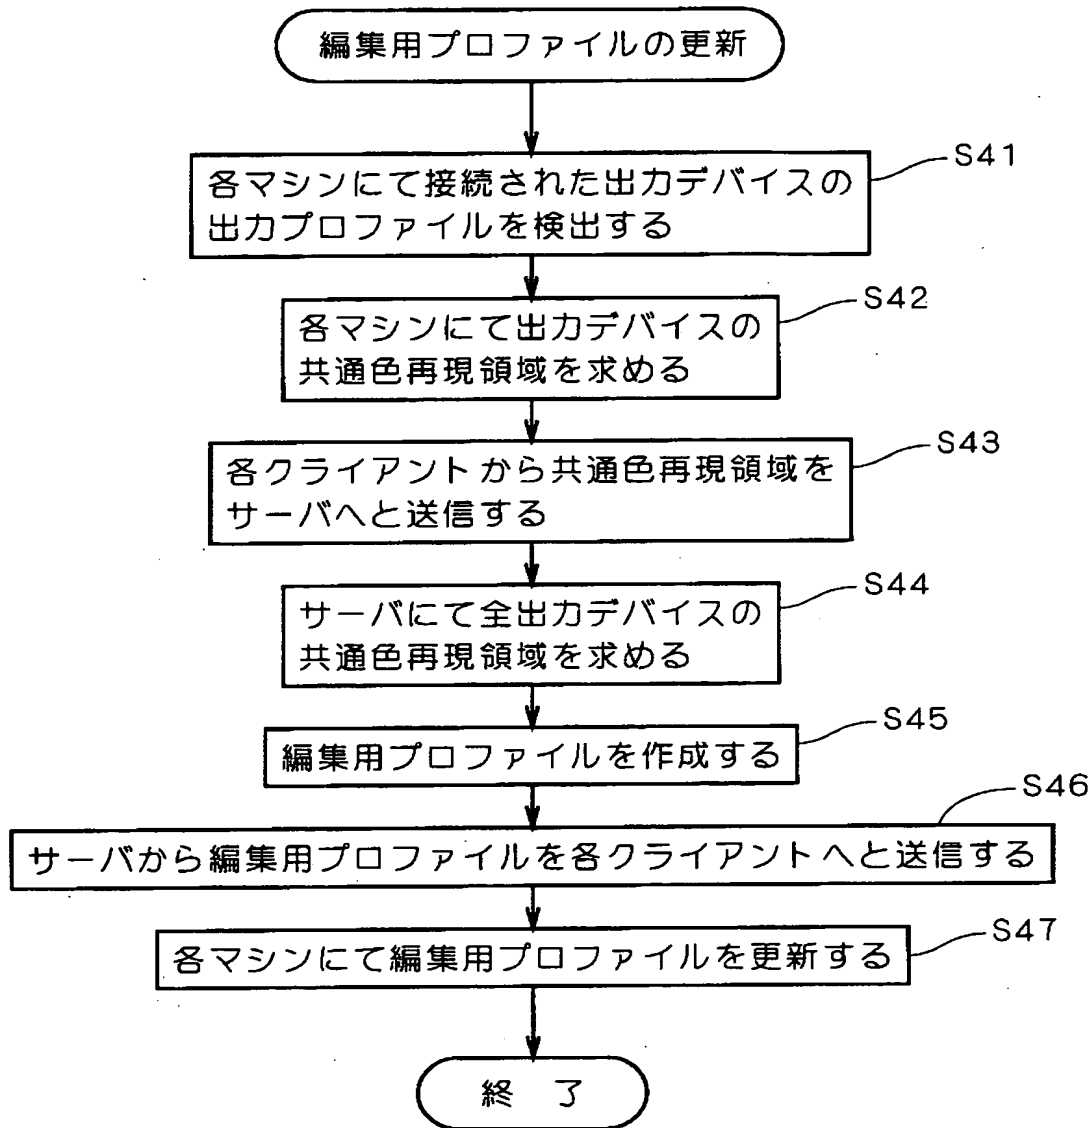 編集用プロファイルの更新
S41
各マシンにて接続された出力デバイスの
出力プロファイルを検出する
S42
各マシンにて出力デバイスの
共通色再現領域を求める
S43
各クライアントから共通色再現領域を
サーバへと送信する
S44
サーバにて全出力デバイスの
共通色再現領域を求める
S45
編集用プロファイルを作成する
S46
サーバから編集用プロファイルを各クライアントへと送信する
S47
各マシンにて編集用プロファイルを更新する
終 了